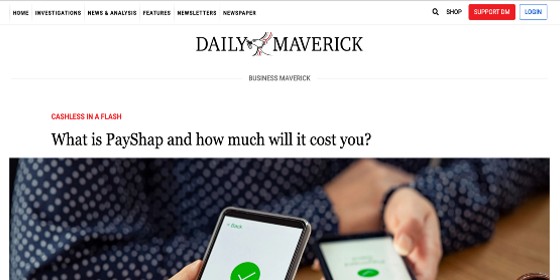 HOME INVESTIGATIONS NEWS & ANALYSIS FEATURES NEWSLETTERS NEWSPAPER SHOP SUPPORT DM LOGIN
DAILY MAVERICK
BUSINESS MAVERICK
CASHLESS IN A FLASH
What is PayShap and how much will it cost you?
< Back